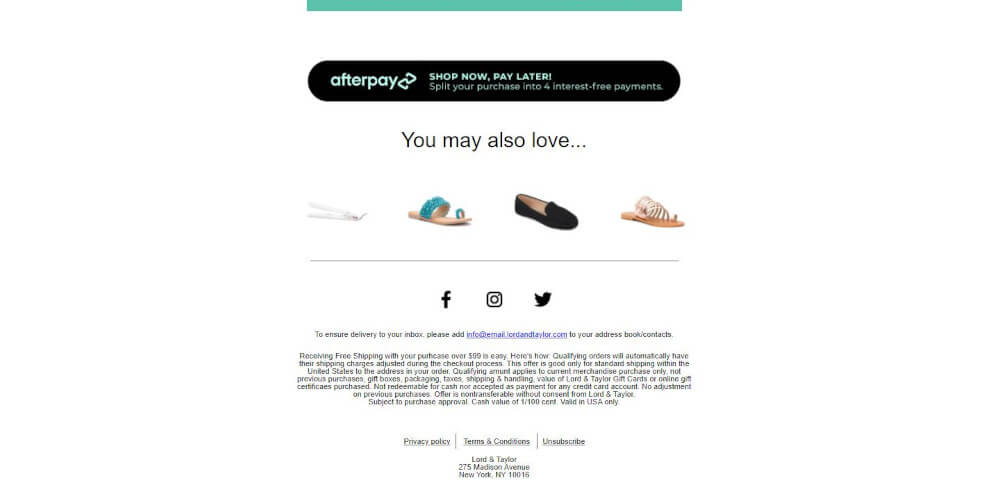 afterpay
SHOP NOW, PAY LATER!
Split your purchase into 4 interest-free payments.
You may also love...
To ensure delivery to your inbox, please add info@email.lordandtaylor.com to your address book/contacts.
Receiving Free Shipping with your purhcase over $99 is easy. Here's how: Qualifying orders will automatically have
their shipping charges adjusted during the checkout process. This offer is good only for standard shipping within the
United States to the address in your order. Qualifying amunt applies to current merchandise purchase only, not
previous purchases, gift boxes, packaging, taxes, shipping & handling, value of Lord & Taylor Gift Cards or online gift
certificaes purchased. Not redeemable for cash nor accepted as payment for any credit card account. No adjustment
on previous purchases. Offer is nontransferable without consent from Lord & Taylor.
Subject to purchase approval. Cash value of 1/100 cent. Valid in USA only.
Privacy policy | Terms & Conditions | Unsubscribe
Lord & Taylor
275 Madison Avenue
New York, NY 10016